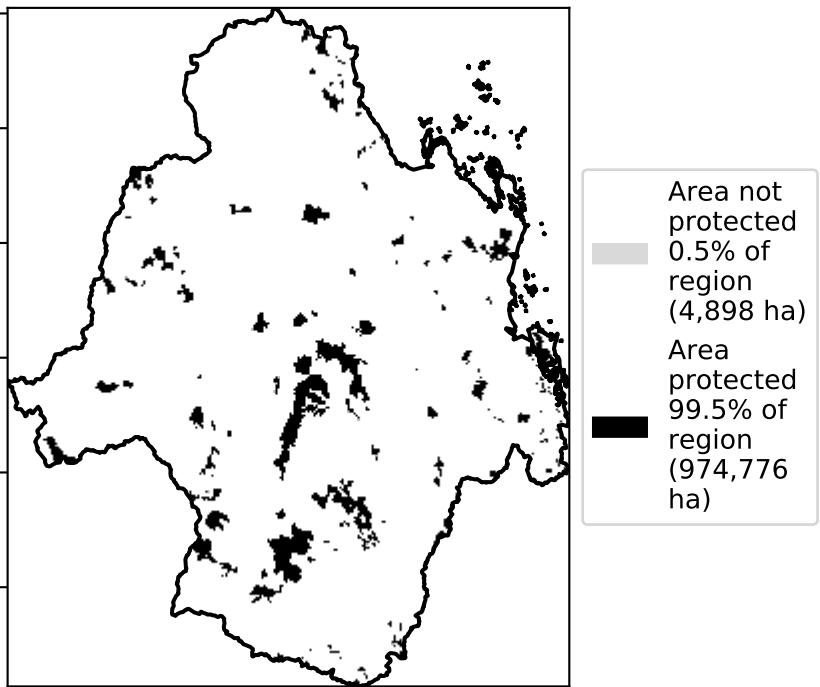 Area not
protected
0.5% of
region
(4,898 ha)
Area
protected
99.5% of
region
(974,776
ha)